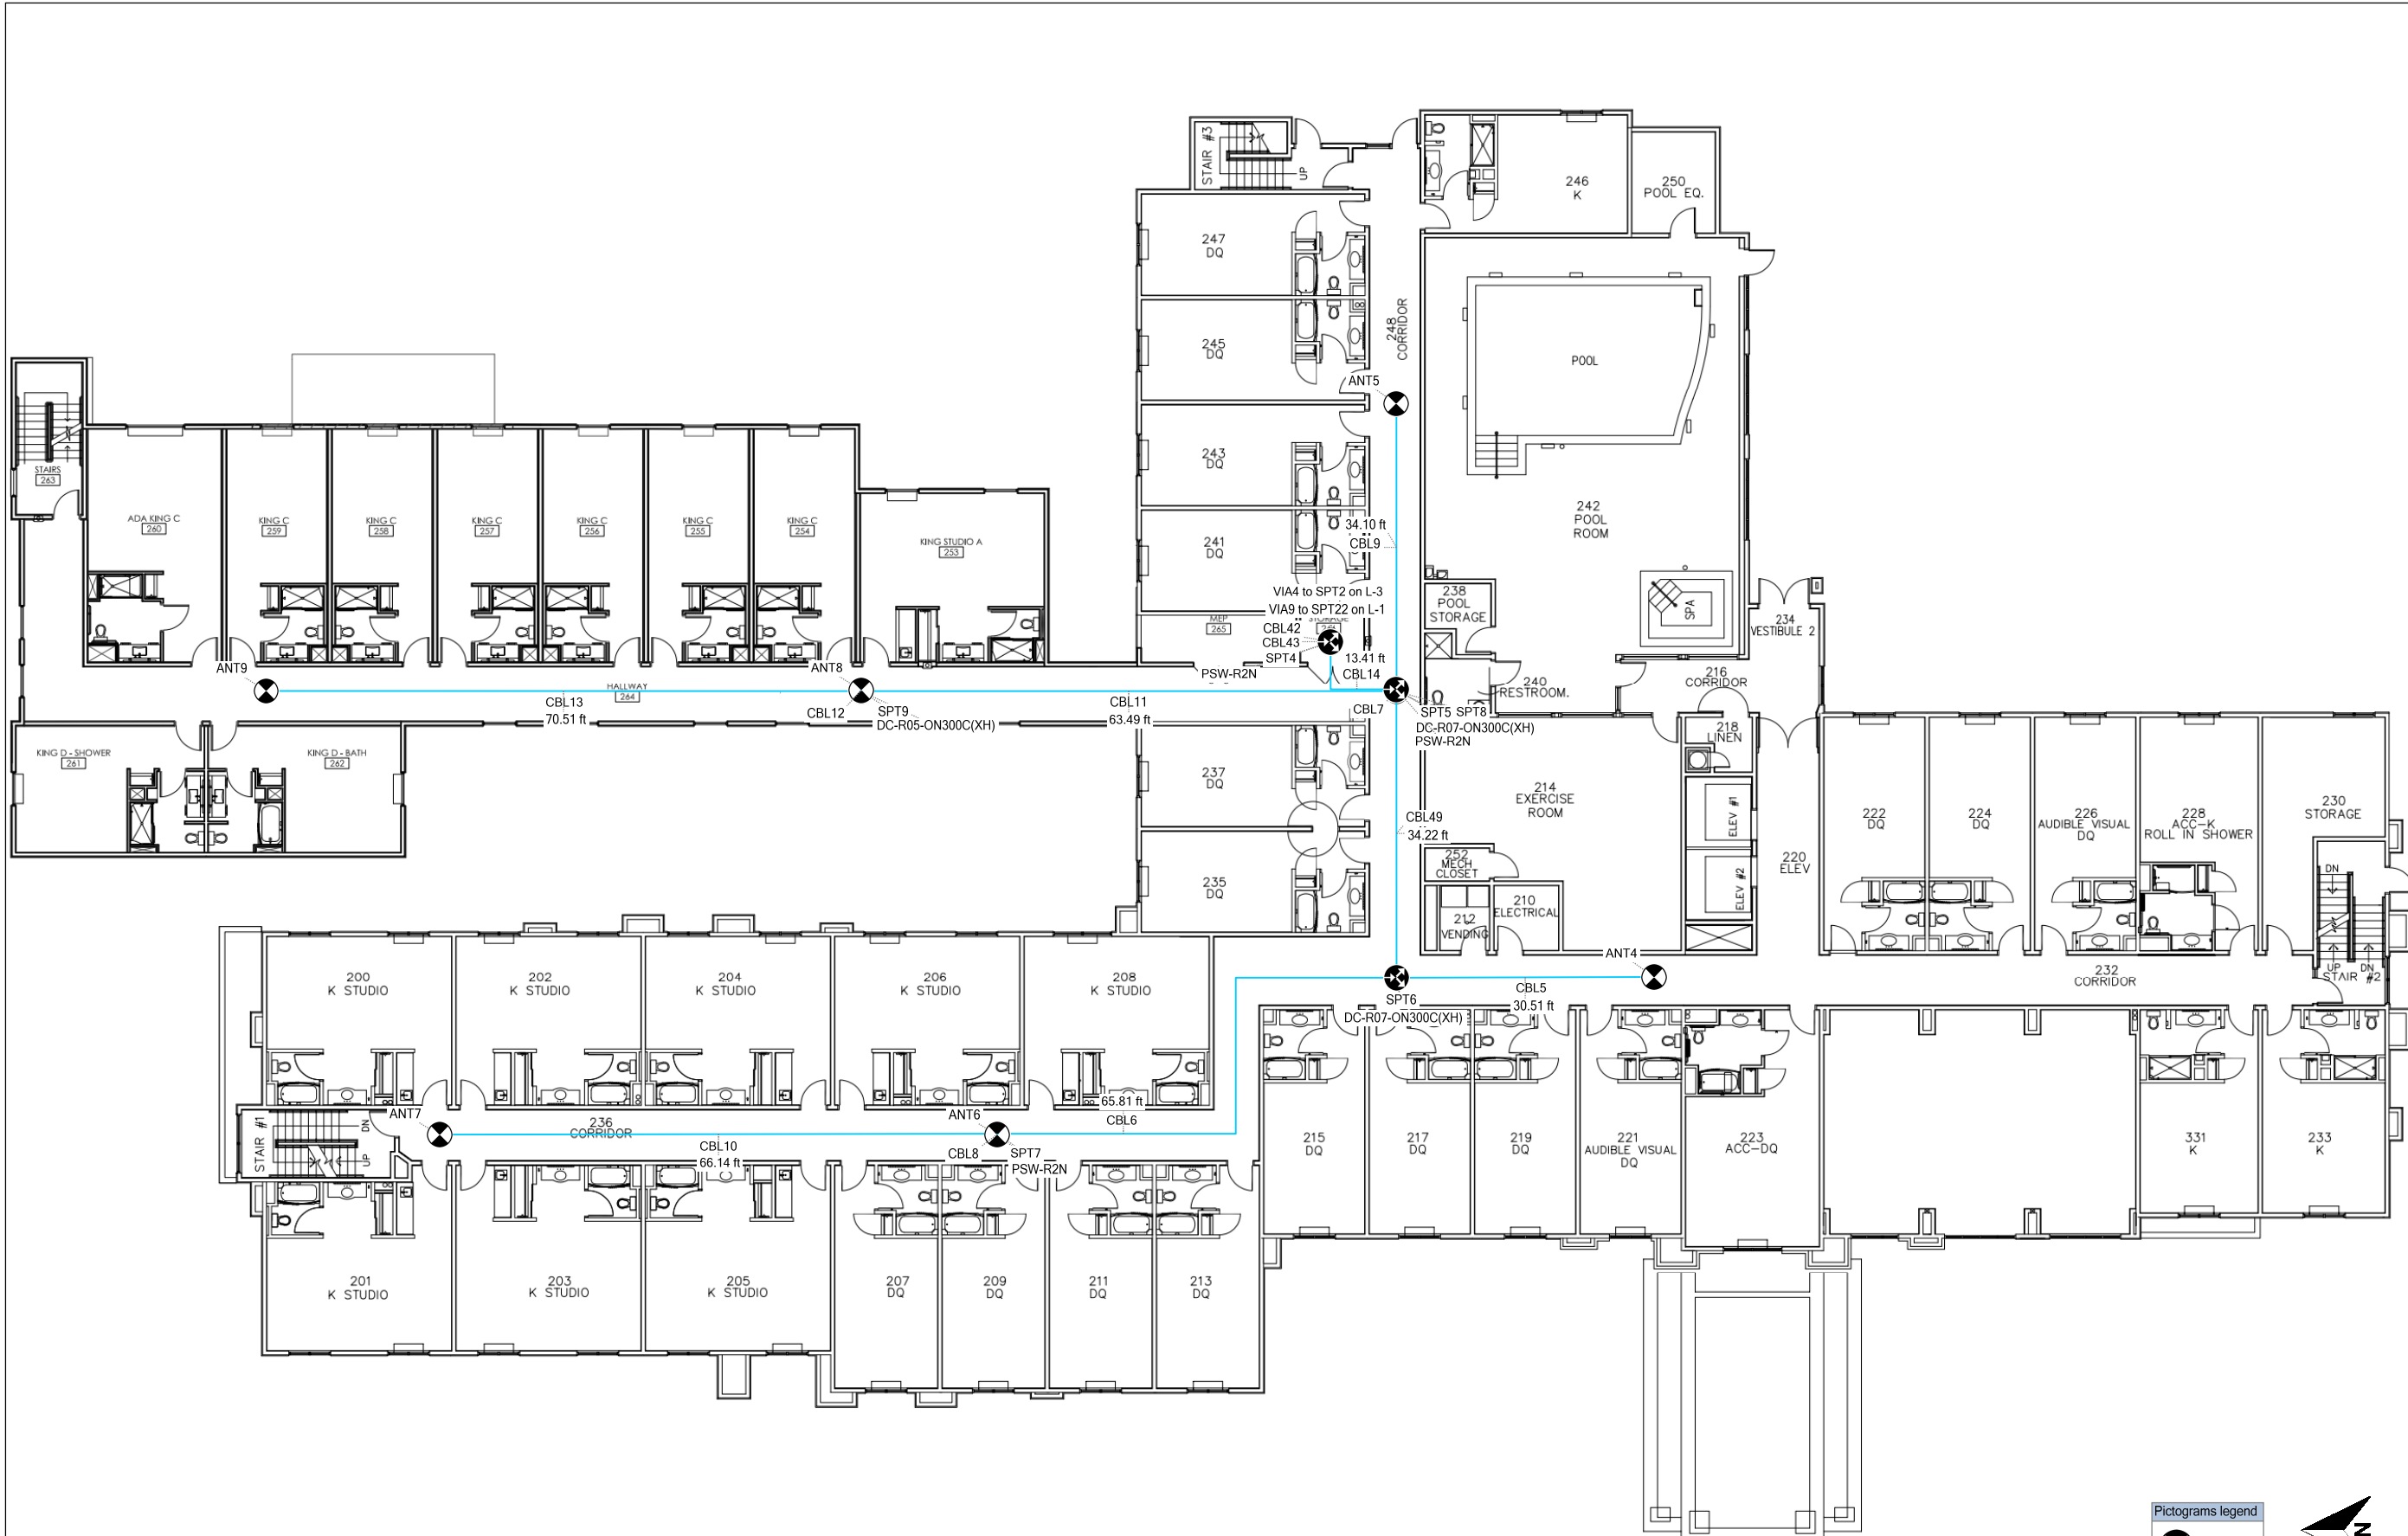 STAIR #3
UP
246
K
250
POOL EQ.
247
DQ
245
DQ
248
CORRIDOR
POOL
ANT5
243
DQ
STAIRS
263
ADA KING C
260
KING C
259
KING C
258
KING C
257
KING C
256
KING C
255
KING C
254
KING STUDIO A
253
241
DQ
34.10 ft
CBL9
242
POOL
ROOM
VIA4 to SPT2 on L-3
VIA9 to SPT22 on L-1
238
POOL
STORAGE
SPA
234
VESTIBULE 2
MEP
265
STORAGE
CBL42
CBL43
SPT4
13.41 ft
CBL14
PSW-R2N
216
CORRIDOR
240
RESTROOM.
ANT9
ANT8
HALLWAY
264
CBL13
70.51 ft
CBL12
SPT9
DC-R05-ON300C(XH)
CBL11
63.49 ft
CBL7
SPT5 SPT8
DC-R07-ON300C(XH)
PSW-R2N
218
LINEN
KING D - SHOWER
261
KING D - BATH
262
237
DQ
214
EXERCISE
ROOM
ELEV #1
222
DQ
224
DQ
226
AUDIBLE VISUAL
DQ
228
ACC-K
ROLL IN SHOWER
230
STORAGE
CBL49
34.22 ft
252
MECH
CLOSET
220
ELEV
ELEV #2
DN
235
DQ
212
VENDING
210
ELECTRICAL
ANT4
200
K STUDIO
202
K STUDIO
204
K STUDIO
206
K STUDIO
208
K STUDIO
SPT6
DC-R07-ON300C(XH)
CBL5
30.51 ft
232
CORRIDOR
UP
DN
STAIR #2
65.81 ft
CBL6
ANT7
ANT6
STAIR #1
DN
UP
236
CORRIDOR
CBL10
66.14 ft
CBL8
SPT7
PSW-R2N
215
DQ
217
DQ
219
DQ
221
AUDIBLE VISUAL
DQ
223
ACC-DQ
331
K
233
K
201
K STUDIO
203
K STUDIO
205
K STUDIO
207
DQ
209
DQ
211
DQ
213
DQ
Pictograms legend
N